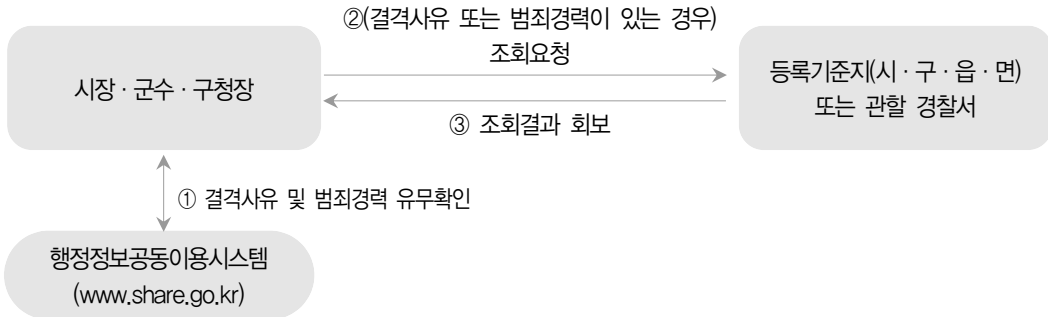 ②(결격사유 또는 범죄경력이 있는 경우)
조회요청
시장 · 군수 · 구청장
등록기준지(시 · 구 · 읍 · 면)
또는 관할 경찰서
③ 조회결과 회보
① 결격사유 및 범죄경력 유무확인
행정정보공동이용시스템
(www.share.go.kr)